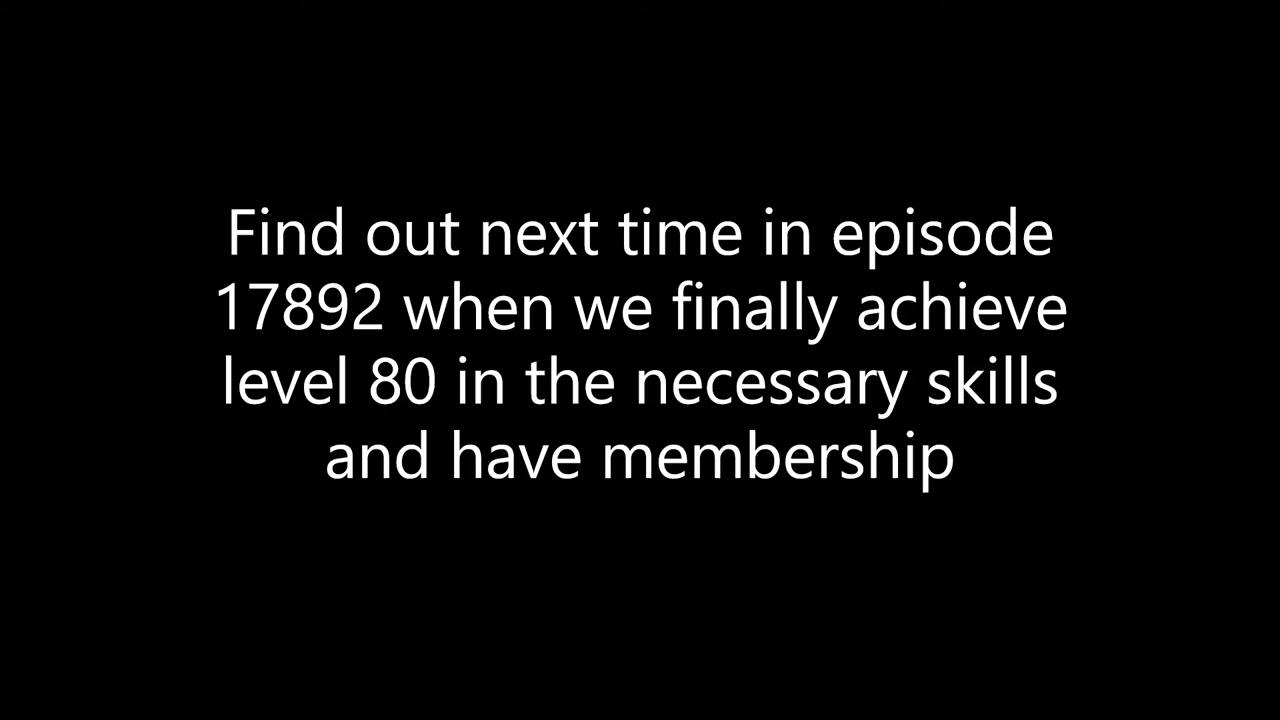 Find out next time in episode
17892 when we finally achieve
level 80 in the necessary skills
and have membership